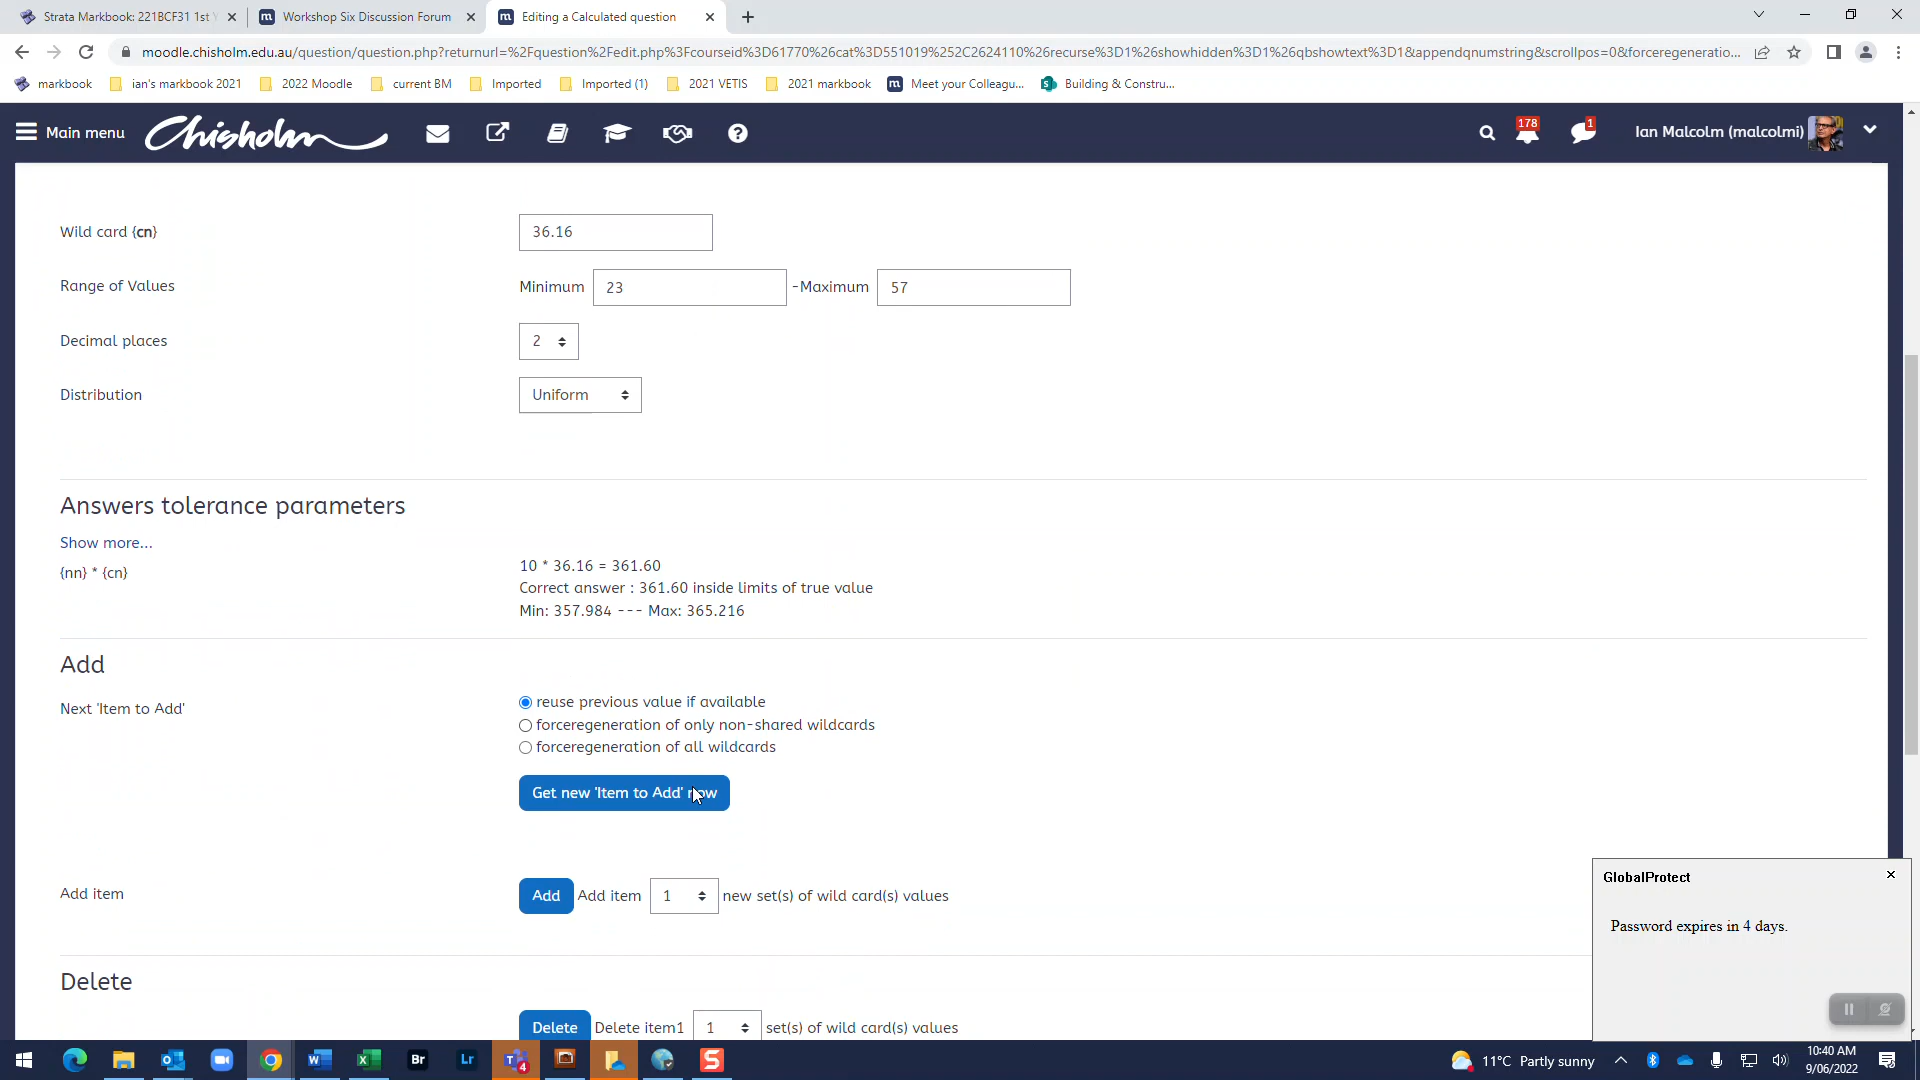 Strata Markbook: 221BCF31 1st Y
Workshop Six Discussion Forum
Editing a Calculated question
moodle.chisholm.edu.au/question/question.php?returnurl=%2Fquestion%2Fedit.php%3Fcourseid%3D61770%26cat%3D551019%252C2624110%26recurse%3D1%26showhidden%3D1%26qbshowtext%3D1&appendqnumstring&scrollpos=0&forceregeneratio...
markbook
ian's markbook 2021
2022 Moodle
current BM
Imported
Imported (1)
2021 VETIS
2021 markbook
Meet your Colleagu...
Building & Constru...
Main menu
Chisholm
178
1
Ian Malcolm (malcolmi)
Wild card {cn}
36.16
Range of Values
Minimum 23 -Maximum 57
Decimal places
2
Distribution
Uniform
Answers tolerance parameters
Show more...
{nn} * {cn}
10 * 36.16 = 361.60
Correct answer : 361.60 inside limits of true value
Min: 357.984 --- Max: 365.216
Add
Next 'Item to Add'
reuse previous value if available
forceregeneration of only non-shared wildcards
forceregeneration of all wildcards
Get new 'Item to Add' now
Add item
Add Add item 1 new set(s) of wild card(s) values
Delete
Delete Delete item1 1 set(s) of wild card(s) values
GlobalProtect
Password expires in 4 days.
Br
Lr
4
11°C Partly sunny
10:40 AM
9/06/2022